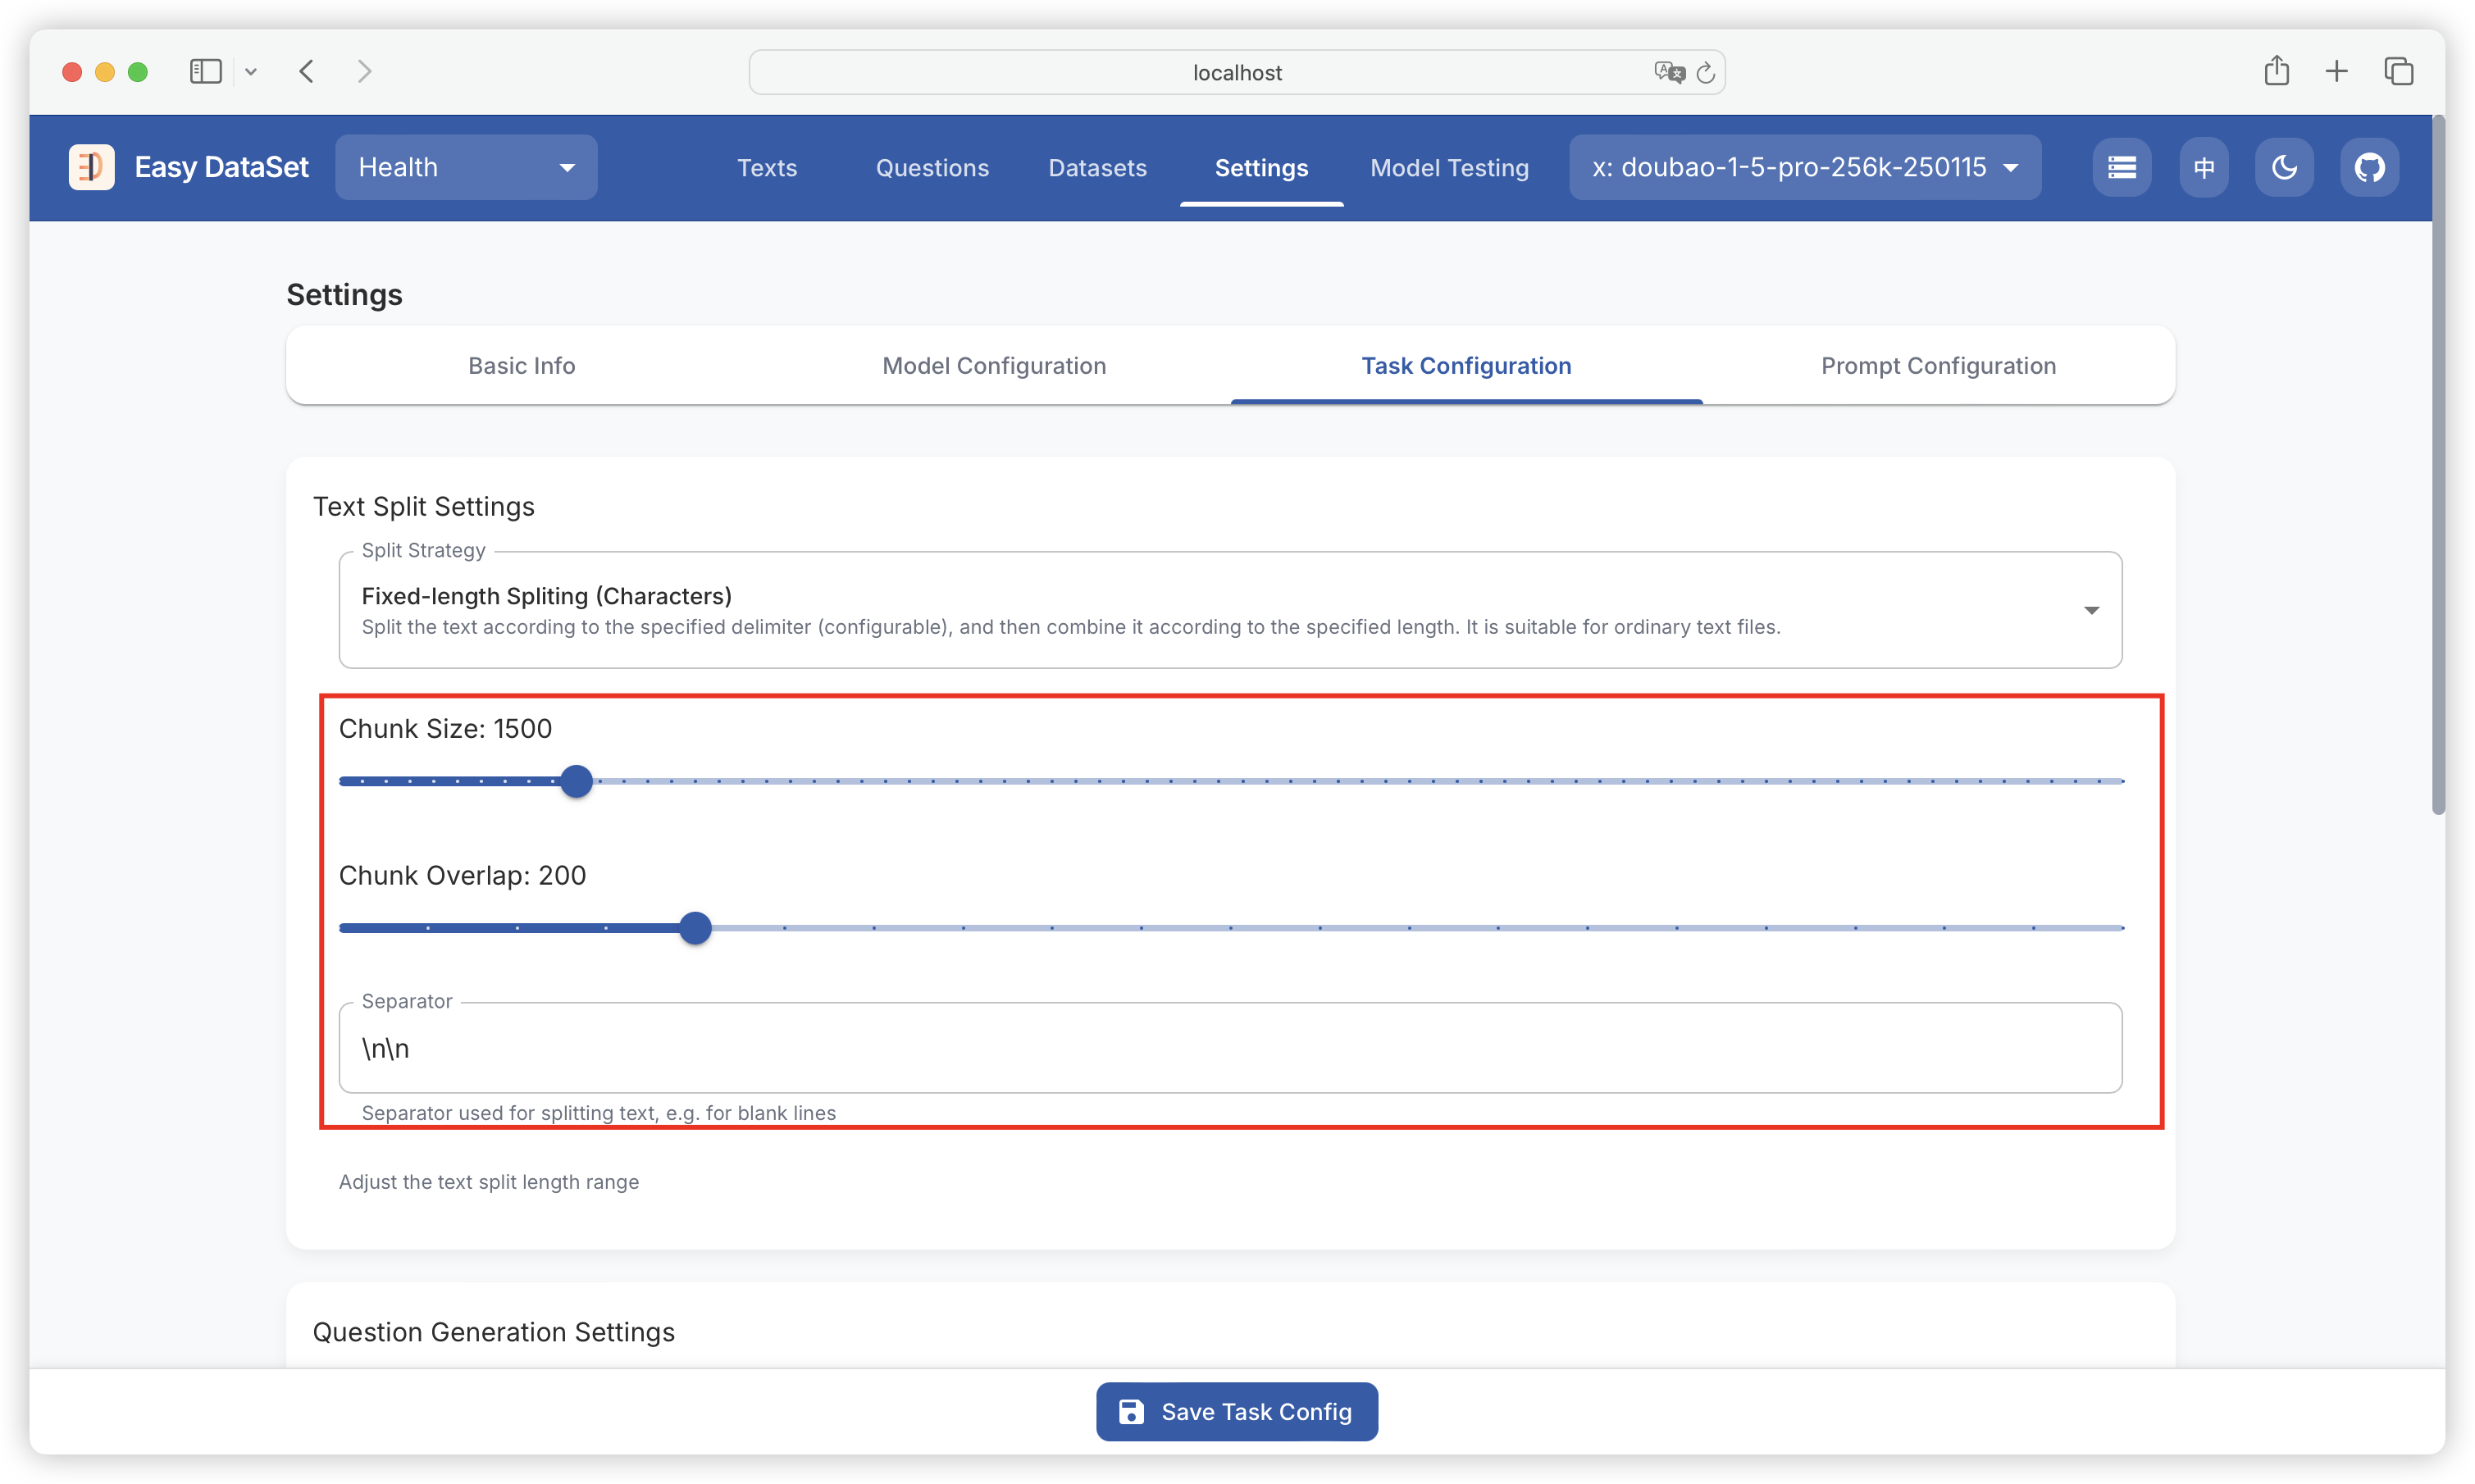 localhost
Easy DataSet
Health
Texts
Questions
Datasets
Settings
Model Testing
x: doubao-1-5-pro-256k-250115
中
Settings
Basic Info
Model Configuration
Task Configuration
Prompt Configuration
Text Split Settings
Split Strategy
Fixed-length Spliting (Characters)
Split the text according to the specified delimiter (configurable), and then combine it according to the specified length. It is suitable for ordinary text files.
Chunk Size: 1500
Chunk Overlap: 200
Separator
\n\n
Separator used for splitting text, e.g. for blank lines
Adjust the text split length range
Question Generation Settings
Save Task Config